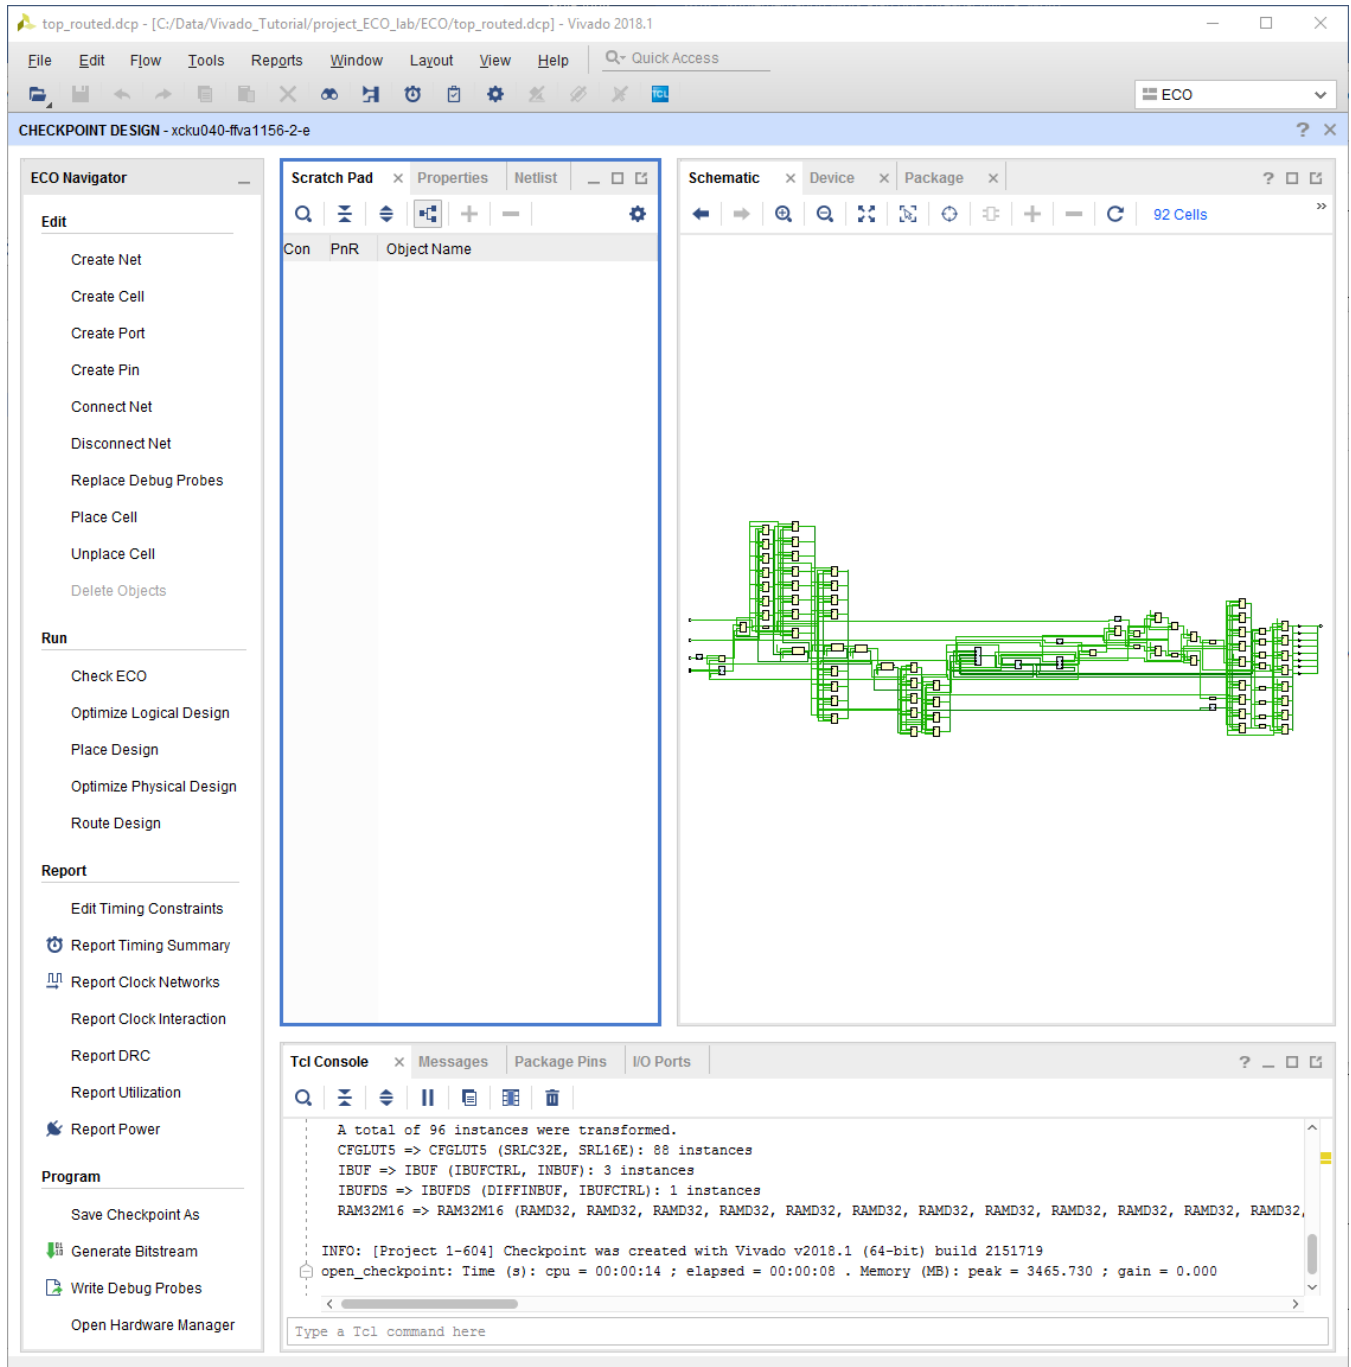 top_routed.dcp - [C:/Data/Vivado_Tutorial/project_ECO_lab/ECO/top_routed.dcp] - Vivado 2018.1
File Edit Flow Tools Reports Window Layout View Help Quick Access
TCL ECO
CHECKPOINT DESIGN - xcku040-ffva1156-2-e
ECO Navigator
Edit
Create Net
Create Cell
Create Port
Create Pin
Connect Net
Disconnect Net
Replace Debug Probes
Place Cell
Unplace Cell
Delete Objects
Run
Check ECO
Optimize Logical Design
Place Design
Optimize Physical Design
Route Design
Report
Edit Timing Constraints
Report Timing Summary
Report Clock Networks
Report Clock Interaction
Report DRC
Report Utilization
Report Power
Program
Save Checkpoint As
Generate Bitstream
Write Debug Probes
Open Hardware Manager
Scratch Pad Properties Netlist
Con PnR Object Name
Schematic Device Package
92 Cells
Tcl Console Messages Package Pins I/O Ports
A total of 96 instances were transformed.
CFGLUT5 => CFGLUT5 (SRLC32E, SRL16E): 88 instances
IBUF => IBUF (IBUFCTRL, INBUF): 3 instances
IBUFDS => IBUFDS (DIFFINBUF, IBUFCTRL): 1 instances
RAM32M16 => RAM32M16 (RAMD32, RAMD32, RAMD32, RAMD32, RAMD32, RAMD32, RAMD32, RAMD32, RAMD32, RAMD32, RAMD32, RAMD32, RAMD32, RAMD32,
INFO: [Project 1-604] Checkpoint was created with Vivado v2018.1 (64-bit) build 2151719
open_checkpoint: Time (s): cpu = 00:00:14 ; elapsed = 00:00:08 . Memory (MB): peak = 3465.730 ; gain = 0.000
Type a Tcl command here